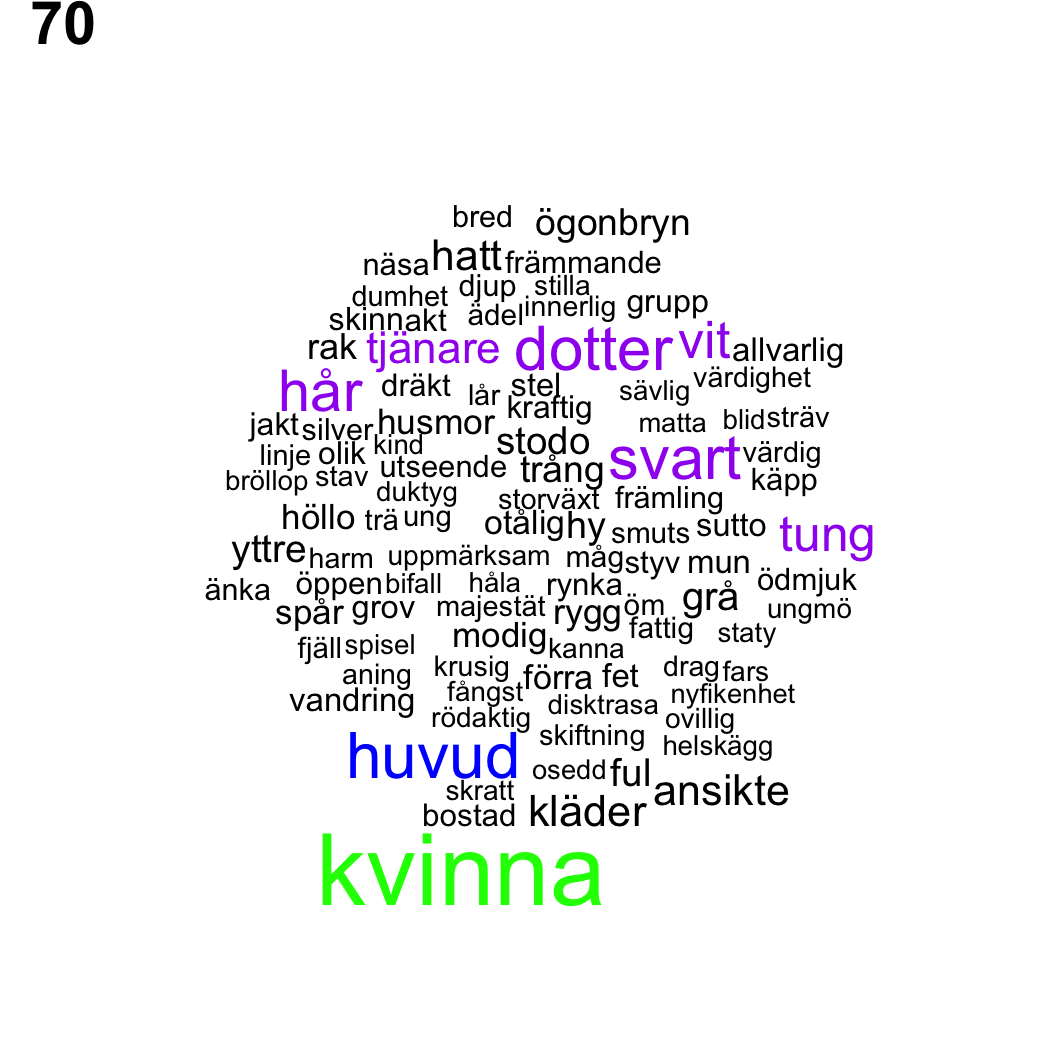 70
bred ögonbryn
näsa hatt främmande
dumhet djup stilla
skinnakt ädel innerlig grupp
rak tjänare dotter vit allvarlig
hår dräkt lår stel sävlig värdighet
jakt silver husmor kraftig matta blid sträv
linje olik kind stodo svart värdig
bröllop stav utseende trång käpp
duktyg storväxt främling
höllo trä ung otålig hy smuts sutto tung
yttre harm uppmärksam måg styv mun
änka öppen bifall håla rynka ödmjuk
spår grov majestät rygg öm grå ungmö
fjäll spisel modig kanna fattig staty
aning krusig förra fet drag fars
vandring fångst disktrasa nyfikenhet
rödaktig skiftning ovillig
huvud osedd ful helskägg
skratt ansikte
bostad kläder
kvinna